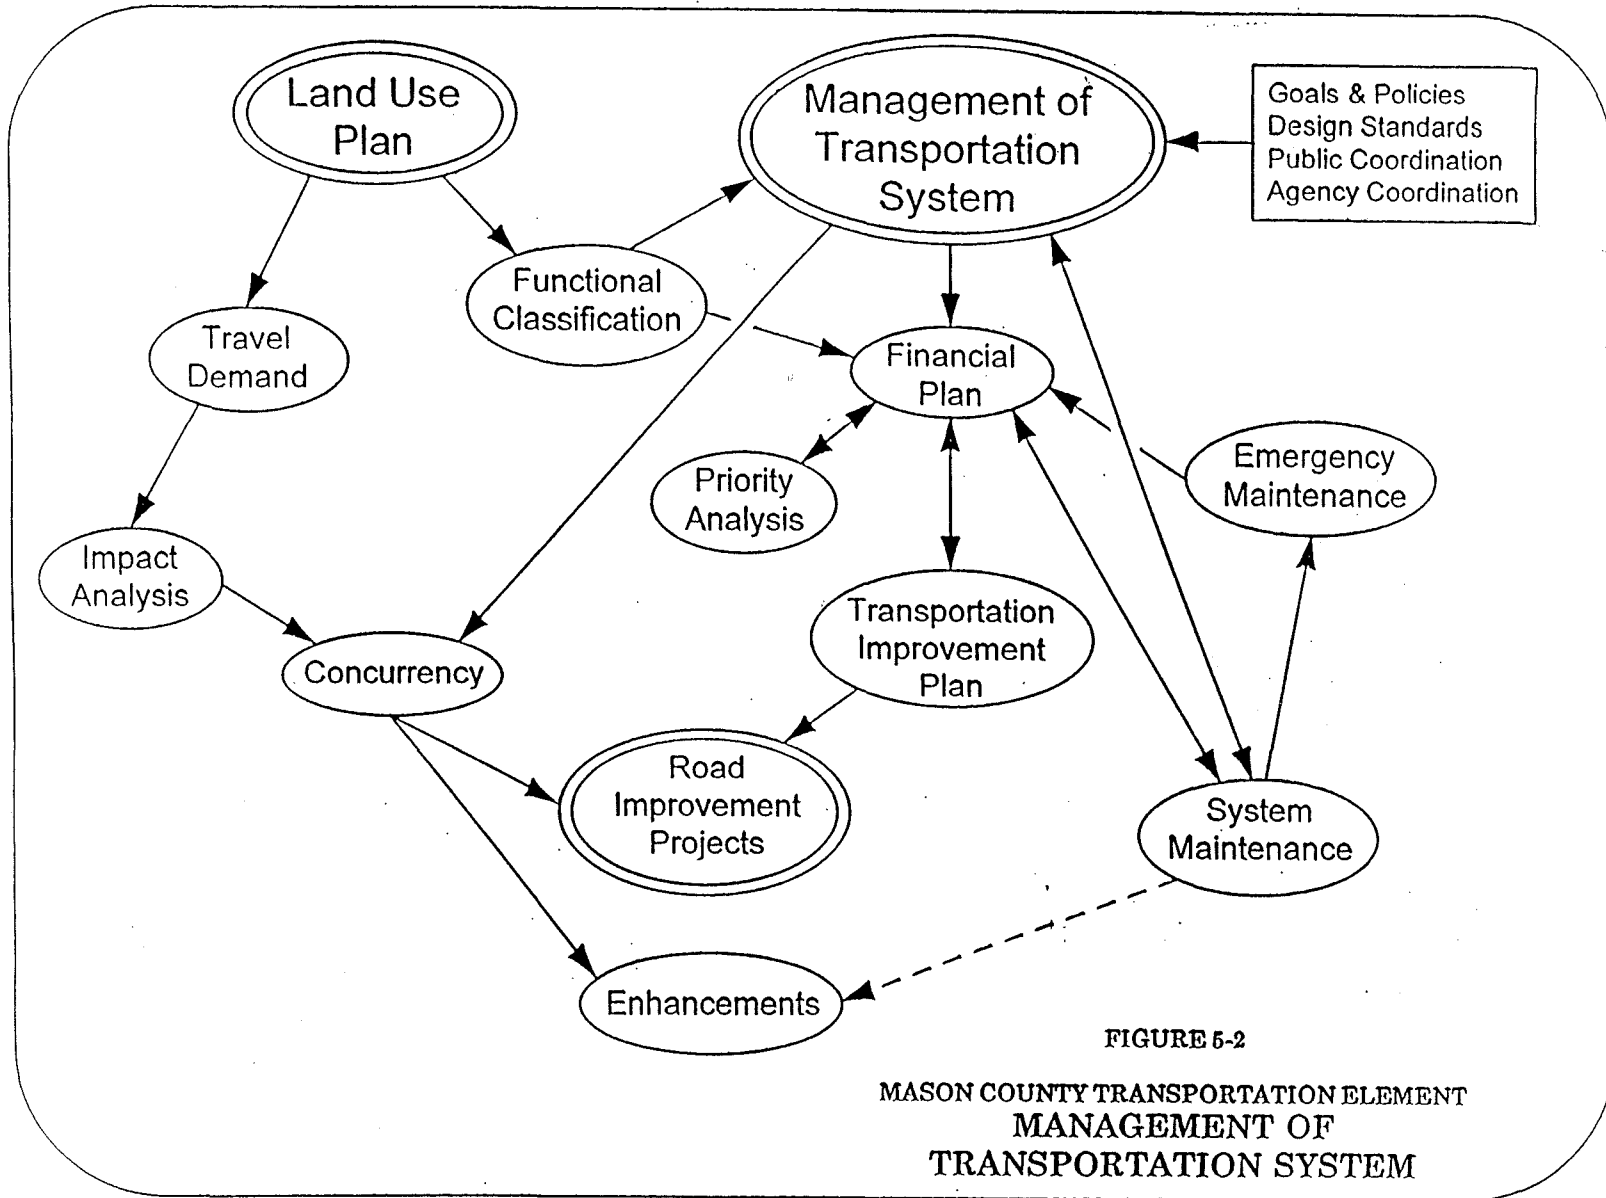 Land Use
Plan
Management of
Transportation
System
Goals & Policies
Design Standards
Public Coordination
Agency Coordination
Functional
Classification
Travel
Demand
Financial
Plan
Priority
Analysis
Emergency
Maintenance
Impact
Analysis
Transportation
Improvement
Plan
Concurrency
Road
Improvement
Projects
System
Maintenance
Enhancements
FIGURE 5-2
MASON COUNTY TRANSPORTATION ELEMENT
MANAGEMENT OF
TRANSPORTATION SYSTEM